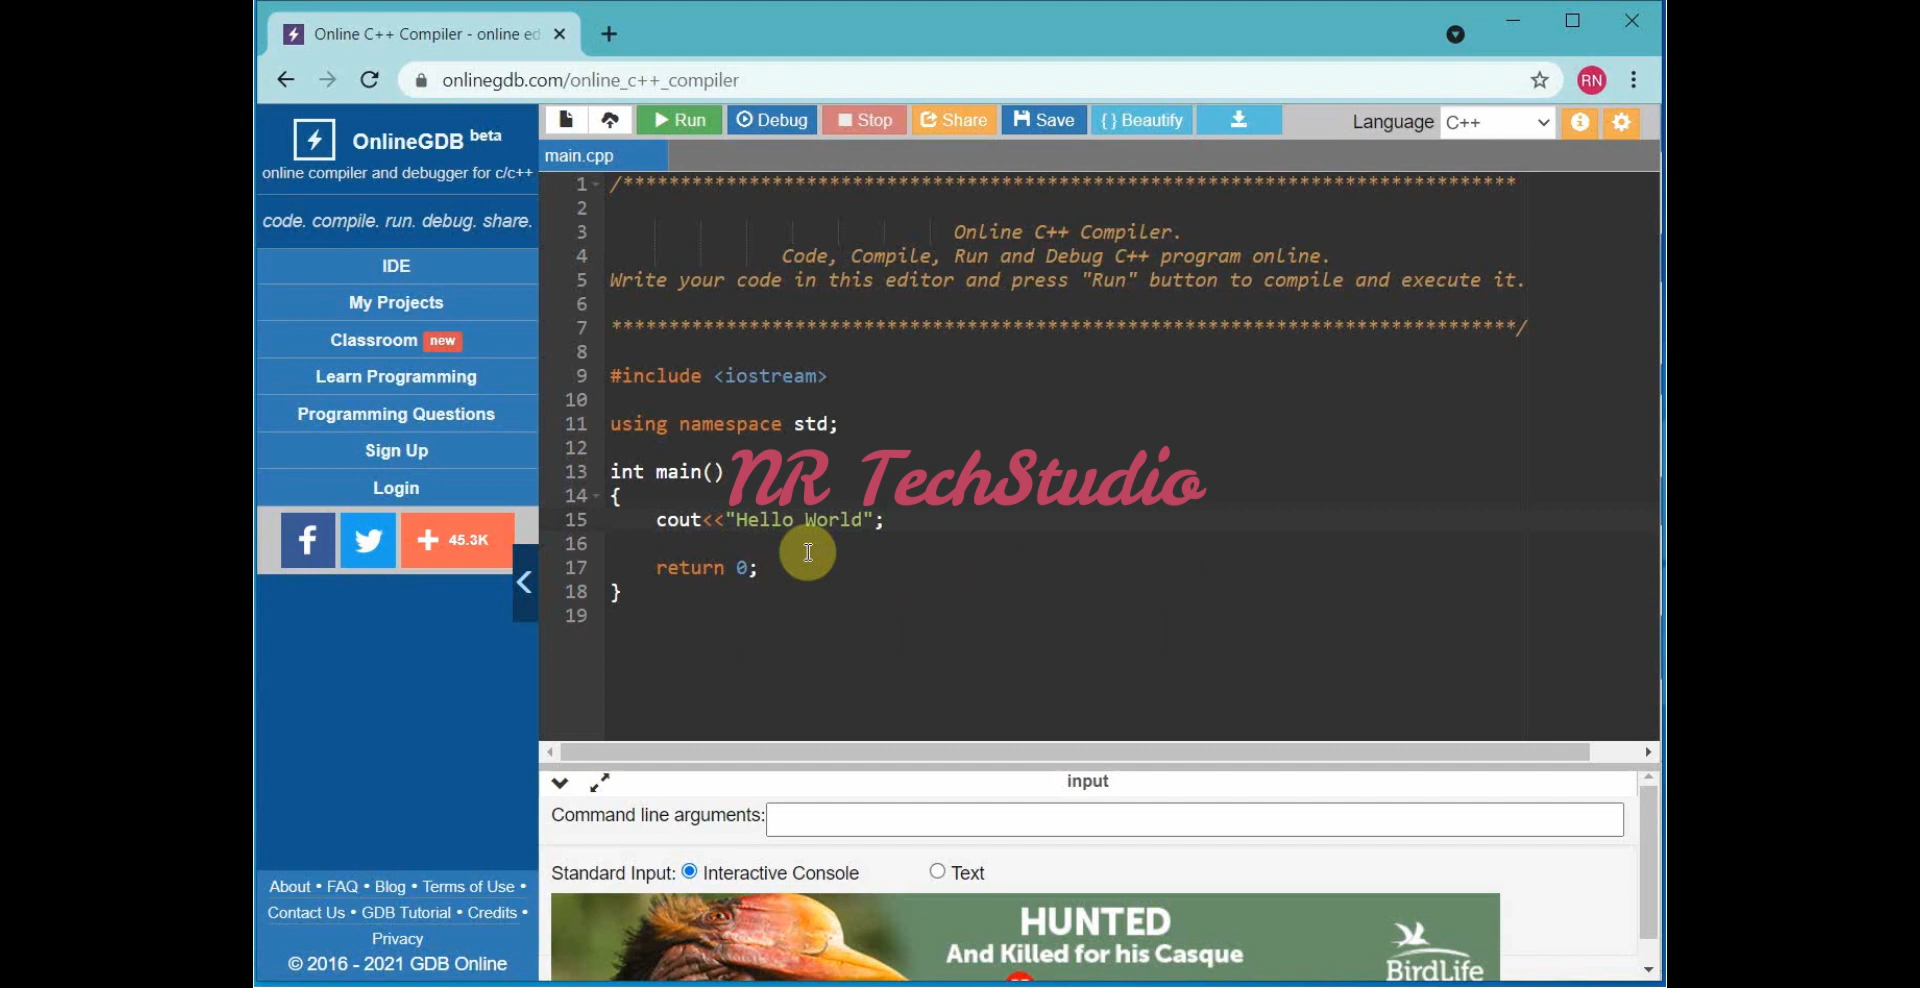 Online C++ Compiler - online ed
onlinegdb.com/online_c++_compiler
RN
OnlineGDB beta
online compiler and debugger for c/c++
code. compile. run. debug. share.
IDE
My Projects
Classroom new
Learn Programming
Programming Questions
Sign Up
Login
45.3K
About • FAQ • Blog • Terms of Use •
Contact Us • GDB Tutorial • Credits •
Privacy
© 2016 - 2021 GDB Online
Run Debug Stop Share Save { } Beautify Language C++
main.cpp
1 /******************************************************************************
2
3 Online C++ Compiler.
4 Code, Compile, Run and Debug C++ program online.
5 Write your code in this editor and press "Run" button to compile and execute it.
6
7 *******************************************************************************/
8
9 #include <iostream>
10
11 using namespace std;
12
13 int main()
NR TechStudio
14 {
15 cout<<"Hello World";
16
17 return 0;
18 }
19
input
Command line arguments:
Standard Input: Interactive Console Text
HUNTED
And Killed for his Casque
BirdLife